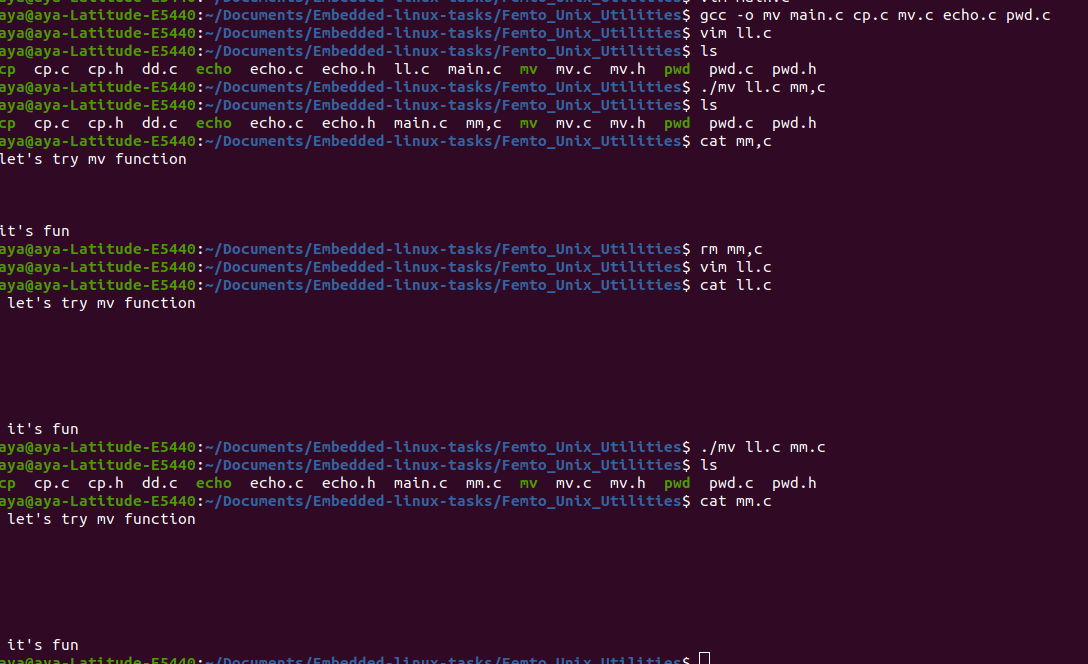 aya@aya-Latitude-E5440:~/Documents/Embedded-linux-tasks/Femto_Unix_Utilities$ vim main.c
aya@aya-Latitude-E5440:~/Documents/Embedded-linux-tasks/Femto_Unix_Utilities$ gcc -o mv main.c cp.c mv.c echo.c pwd.c
aya@aya-Latitude-E5440:~/Documents/Embedded-linux-tasks/Femto_Unix_Utilities$ vim ll.c
aya@aya-Latitude-E5440:~/Documents/Embedded-linux-tasks/Femto_Unix_Utilities$ ls
cp cp.c cp.h dd.c echo echo.c echo.h ll.c main.c mv mv.c mv.h pwd pwd.c pwd.h
aya@aya-Latitude-E5440:~/Documents/Embedded-linux-tasks/Femto_Unix_Utilities$ ./mv ll.c mm,c
aya@aya-Latitude-E5440:~/Documents/Embedded-linux-tasks/Femto_Unix_Utilities$ ls
cp cp.c cp.h dd.c echo echo.c echo.h main.c mm,c mv mv.c mv.h pwd pwd.c pwd.h
aya@aya-Latitude-E5440:~/Documents/Embedded-linux-tasks/Femto_Unix_Utilities$ cat mm,c
let's try mv function
it's fun
aya@aya-Latitude-E5440:~/Documents/Embedded-linux-tasks/Femto_Unix_Utilities$ rm mm,c
aya@aya-Latitude-E5440:~/Documents/Embedded-linux-tasks/Femto_Unix_Utilities$ vim ll.c
aya@aya-Latitude-E5440:~/Documents/Embedded-linux-tasks/Femto_Unix_Utilities$ cat ll.c
let's try mv function
it's fun
aya@aya-Latitude-E5440:~/Documents/Embedded-linux-tasks/Femto_Unix_Utilities$ ./mv ll.c mm.c
aya@aya-Latitude-E5440:~/Documents/Embedded-linux-tasks/Femto_Unix_Utilities$ ls
cp cp.c cp.h dd.c echo echo.c echo.h main.c mm.c mv mv.c mv.h pwd pwd.c pwd.h
aya@aya-Latitude-E5440:~/Documents/Embedded-linux-tasks/Femto_Unix_Utilities$ cat mm.c
let's try mv function
it's fun
aya@aya-Latitude-E5440:~/Documents/Embedded-linux-tasks/Femto_Unix_Utilities$